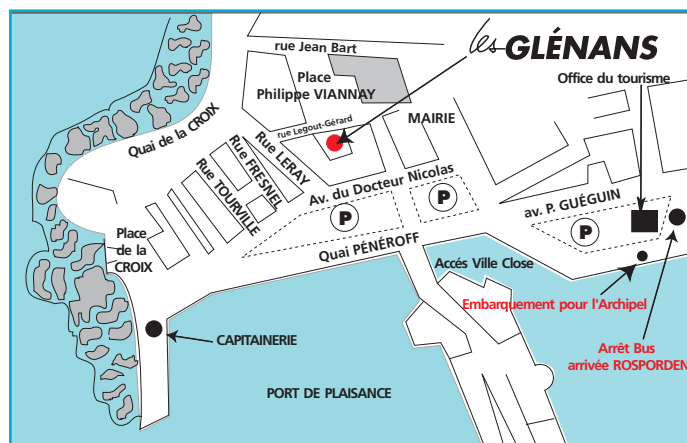 les GLÉNANS
rue Jean Bart
Place
Philippe VIANNAY
Office du tourisme
rue Legout-Gérard
MAIRIE
Quai de la CROIX
Rue LERAY
Rue FRESNEL
Rue TOURVILLE
Av. du Docteur Nicolas
av. P. GUÉGUIN
P
P
P
Place
de la
CROIX
Quai PÉNÉROFF
Accés Ville Close
Embarquement pour l'Archipel
CAPITAINERIE
Arrêt Bus
arrivée ROSPORDEN
PORT DE PLAISANCE